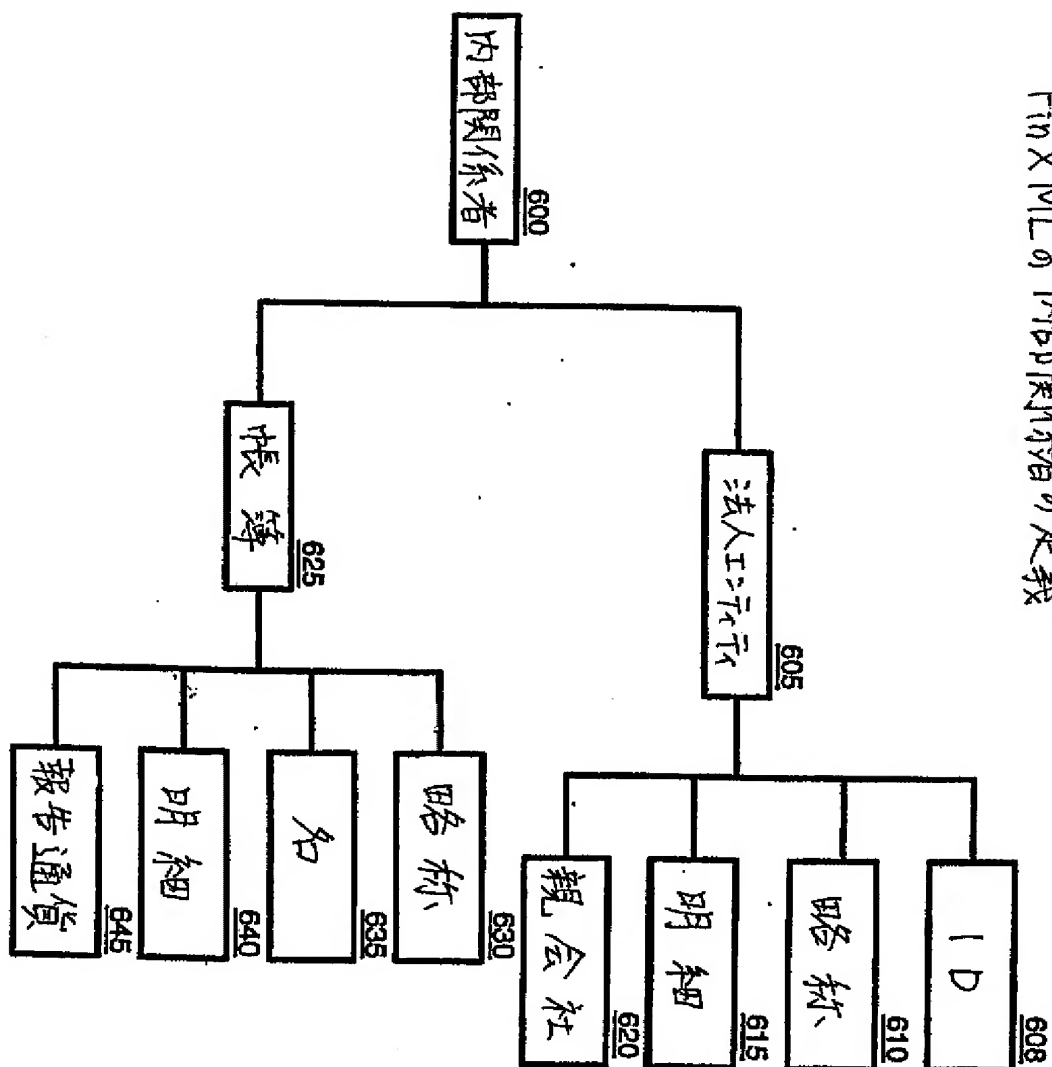 FinXMLの内部関係者の定義
内部関係者
600
法人エンティティ
605
ID
608
略称
610
明細
615
親会社
620
帳簿
625
略称
630
名
635
明細
640
報告通貨
645